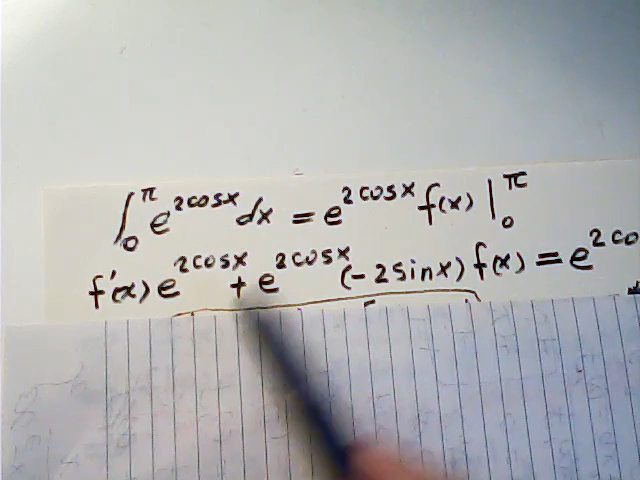 ∫₀^π e^{2cosx} dx = e^{2cosx} f(x) |₀^π
f'(x) e^{2cosx} + e^{2cosx} (-2sinx) f(x) = e^{2co